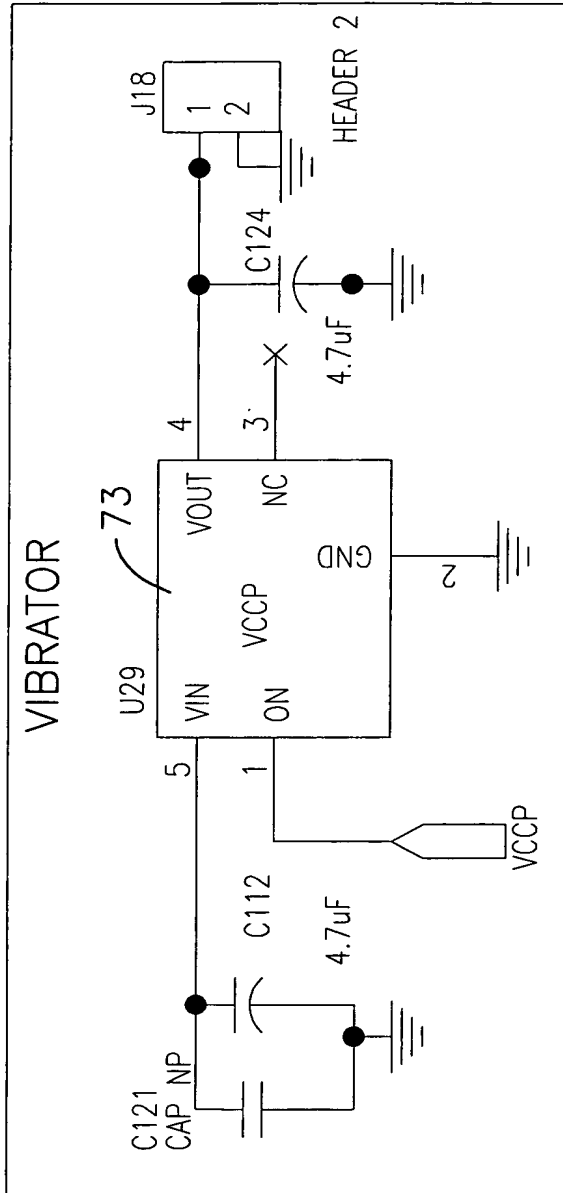 VIBRATOR
C121
CAP NP
C112
4.7uF
VCCP
5
1
U29
VIN
ON
VCCP
GND
2
73
VOUT
NC
4
3
4.7uF
C124
J18
1
2
HEADER 2